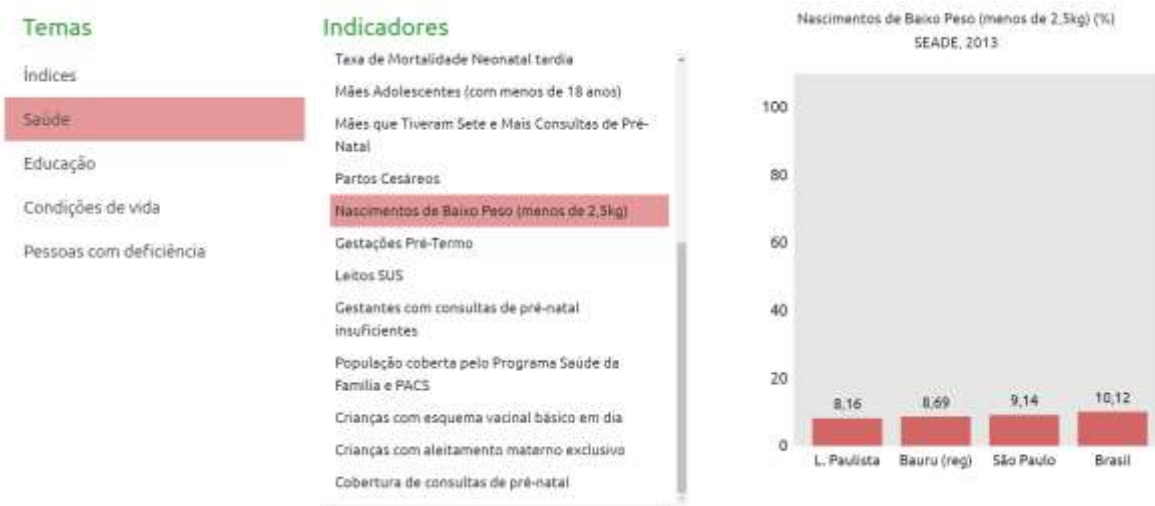 Temas
Índices
Saúde
Educação
Condições de vida
Pessoas com deficiência
Indicadores
Taxa de Mortalidade Neonatal tardia
Mães Adolescentes (com menos de 18 anos)
Mães que Tiveram Sete e Mais Consultas de Pré-
Natal
Partos Cesáreos
Nascimentos de Baixo Peso (menos de 2,5kg)
Gestações Pré-Termo
Leitos SUS
Gestantes com consultas de pré-natal
insuficientes
População coberta pelo Programa Saúde da
Família e PACS
Crianças com esquema vacinal básico em dia
Crianças com aleitamento materno exclusivo
Cobertura de consultas de pré-natal
Nascimentos de Baixo Peso (menos de 2,5kg) (%)
SEADE, 2013
100
80
60
40
20
0
8,16
8,69
9,14
10,12
L. Paulista
Bauru (reg)
São Paulo
Brasil